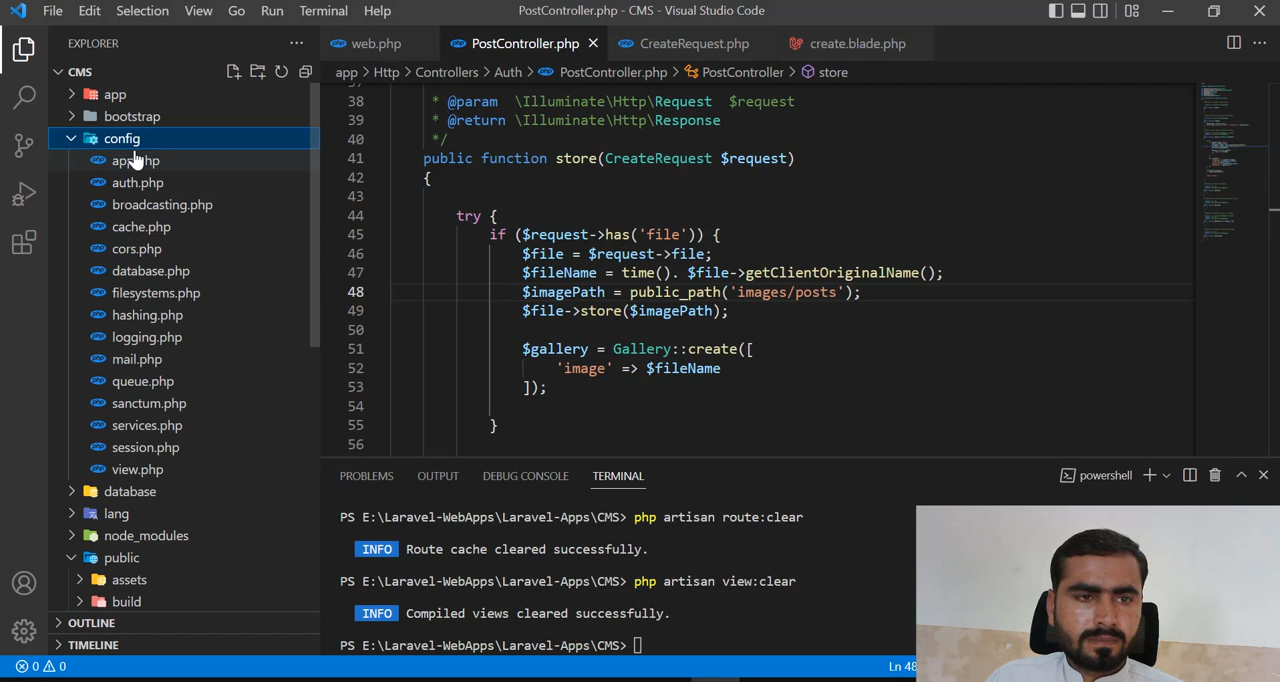 File Edit Selection View Go Run Terminal Help
PostController.php - CMS - Visual Studio Code
EXPLORER
web.php
PostController.php
CreateRequest.php
create.blade.php
CMS
app > Http > Controllers > Auth > PostController.php > PostController > store
app
bootstrap
config
app.php
auth.php
broadcasting.php
cache.php
cors.php
database.php
filesystems.php
hashing.php
logging.php
mail.php
queue.php
sanctum.php
services.php
session.php
view.php
database
lang
node_modules
public
assets
build
OUTLINE
TIMELINE
38 * @param \Illuminate\Http\Request $request
39 * @return \Illuminate\Http\Response
40 */
41 public function store(CreateRequest $request)
42 {
43
44 try {
45 if ($request->has('file')) {
46 $file = $request->file;
47 $fileName = time(). $file->getClientOriginalName();
48 $imagePath = public_path('images/posts');
49 $file->store($imagePath);
50
51 $gallery = Gallery::create([
52 'image' => $fileName
53 ]);
54
55 }
56
PROBLEMS OUTPUT DEBUG CONSOLE TERMINAL
powershell
PS E:\Laravel-WebApps\Laravel-Apps\CMS> php artisan route:clear
INFO Route cache cleared successfully.
PS E:\Laravel-WebApps\Laravel-Apps\CMS> php artisan view:clear
INFO Compiled views cleared successfully.
PS E:\Laravel-WebApps\Laravel-Apps\CMS>
0 0
Ln 48